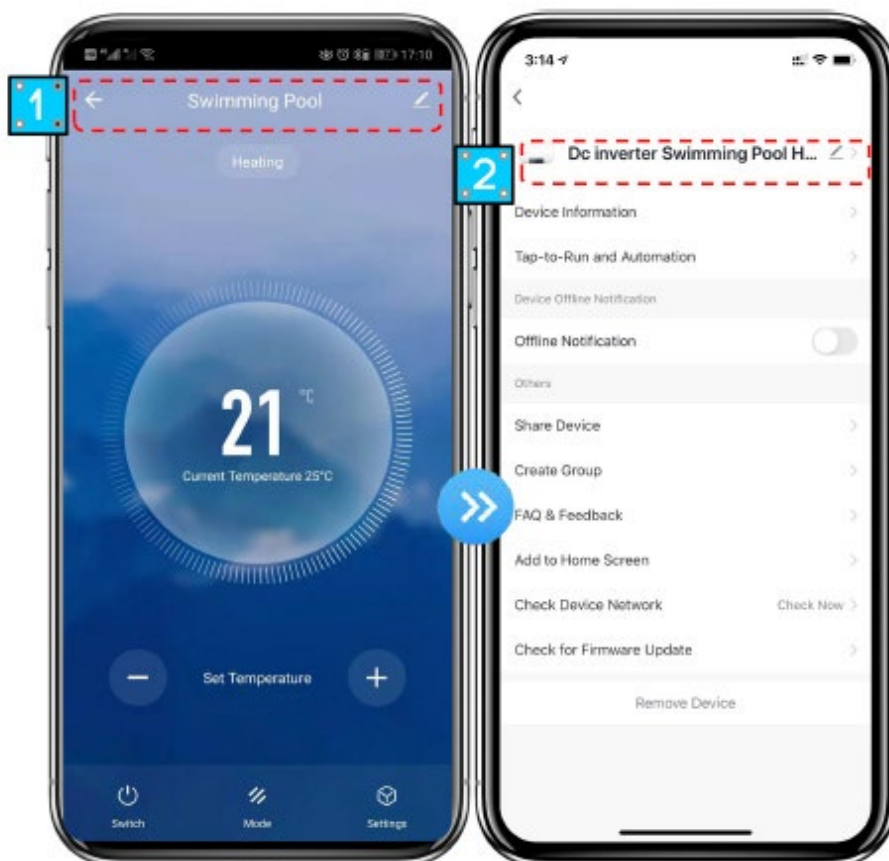 17:10
1
Swimming Pool
Heating
21 °C
Current Temperature 25°C
Set Temperature
Switch
Mode
Settings
3:14
2
Dc inverter Swimming Pool H...
Device Information
Tap-to-Run and Automation
Device Offline Notification
Offline Notification
Others
Share Device
Create Group
FAQ & Feedback
Add to Home Screen
Check Device Network Check Now
Check for Firmware Update
Remove Device